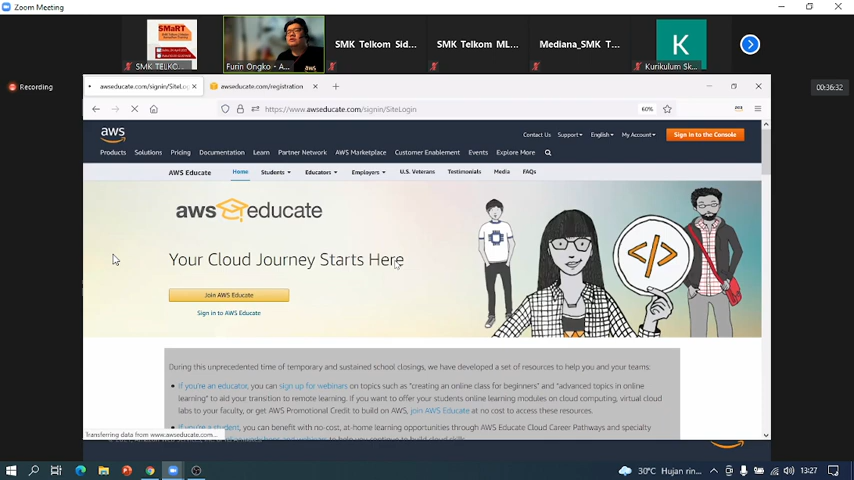 Zoom Meeting
SMaRT
SMK TELKO...
Furin Ongko - A...
aws
SMK Telkom Sid...
SMK Telkom ML...
Mediana_SMK T...
K
Kurikulum Sk...
Recording
00:36:32
awseducate.com/signin/SiteLo
awseducate.com/registration
https://www.awseducate.com/signin/SiteLogin
60%
aws
Contact Us
Support
English
My Account
Sign in to the Console
Products
Solutions
Pricing
Documentation
Learn
Partner Network
AWS Marketplace
Customer Enablement
Events
Explore More
AWS Educate
Home
Students
Educators
Employers
U.S. Veterans
Testimonials
Media
FAQs
aws educate
Your Cloud Journey Starts Here
</>
Join AWS Educate
Sign in to AWS Educate
During this unprecedented time of temporary and sustained school closings, we have developed a set of resources to help you and your teams:
If you're an educator, you can sign up for webinars on topics such as "creating an online class for beginners" and "advanced topics in online
learning" to aid your transition to remote learning. If you want to offer your students online learning modules on cloud computing, virtual cloud
labs to your faculty, or get AWS Promotional Credit to build on AWS, join AWS Educate at no cost to access these resources.
If you're a student, you can benefit with no-cost, at-home learning opportunities through AWS Educate Cloud Career Pathways and specialty
Transferring data from www.awseducate.com...
30°C Hujan rin...
13:27